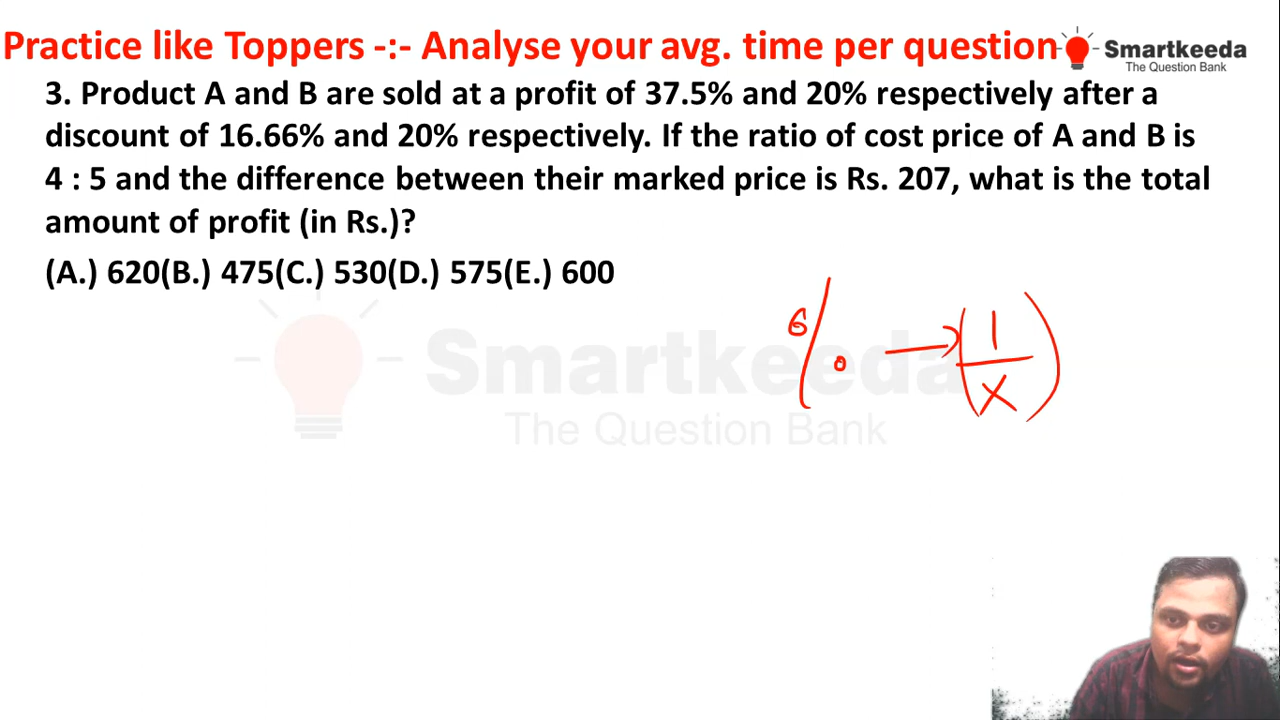 Practice like Toppers -:- Analyse your avg. time per question
Smartkeeda
The Question Bank
3. Product A and B are sold at a profit of 37.5% and 20% respectively after a
discount of 16.66% and 20% respectively. If the ratio of cost price of A and B is
4 : 5 and the difference between their marked price is Rs. 207, what is the total
amount of profit (in Rs.)?
(A.) 620(B.) 475(C.) 530(D.) 575(E.) 600
% → (1/x)
Smartkeeda
The Question Bank